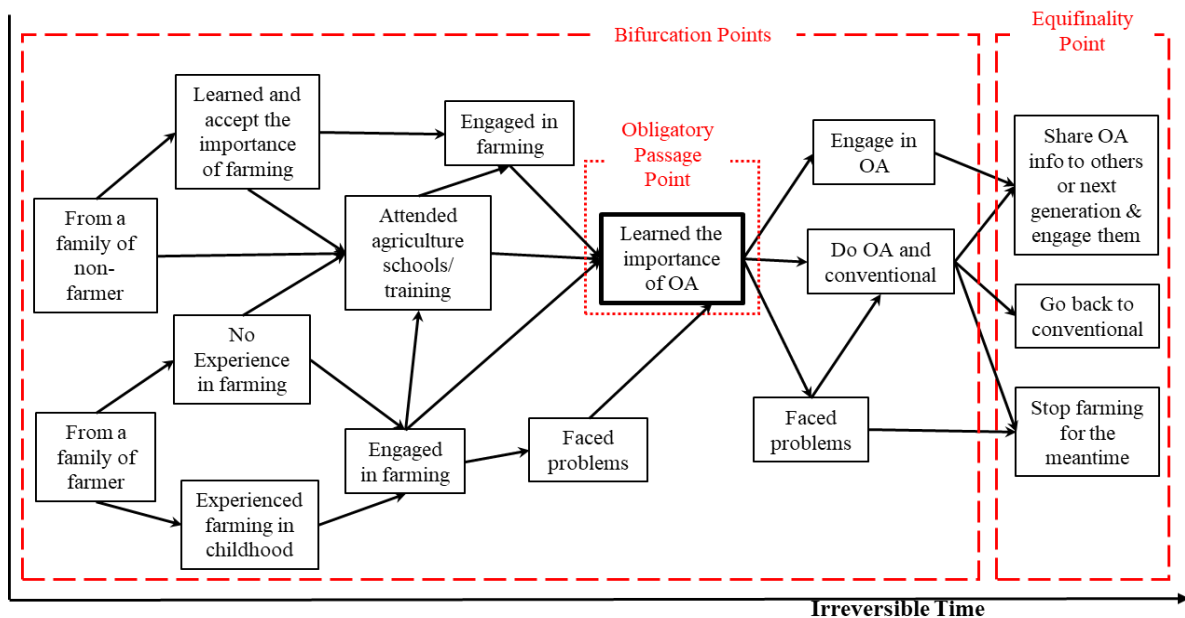 Bifurcation Points
Equifinality
Point
Learned and
accept the
importance
of farming
Engaged in
farming
Obligatory
Passage
Point
Engage in
OA
Share OA
info to others
or next
generation &
engage them
From a
family of
non-
farmer
Attended
agriculture
schools/
training
Learned the
importance
of OA
Do OA and
conventional
No
Experience
in farming
Go back to
conventional
From a
family of
farmer
Engaged
in farming
Faced
problems
Faced
problems
Stop farming
for the
meantime
Experienced
farming in
childhood
Irreversible Time